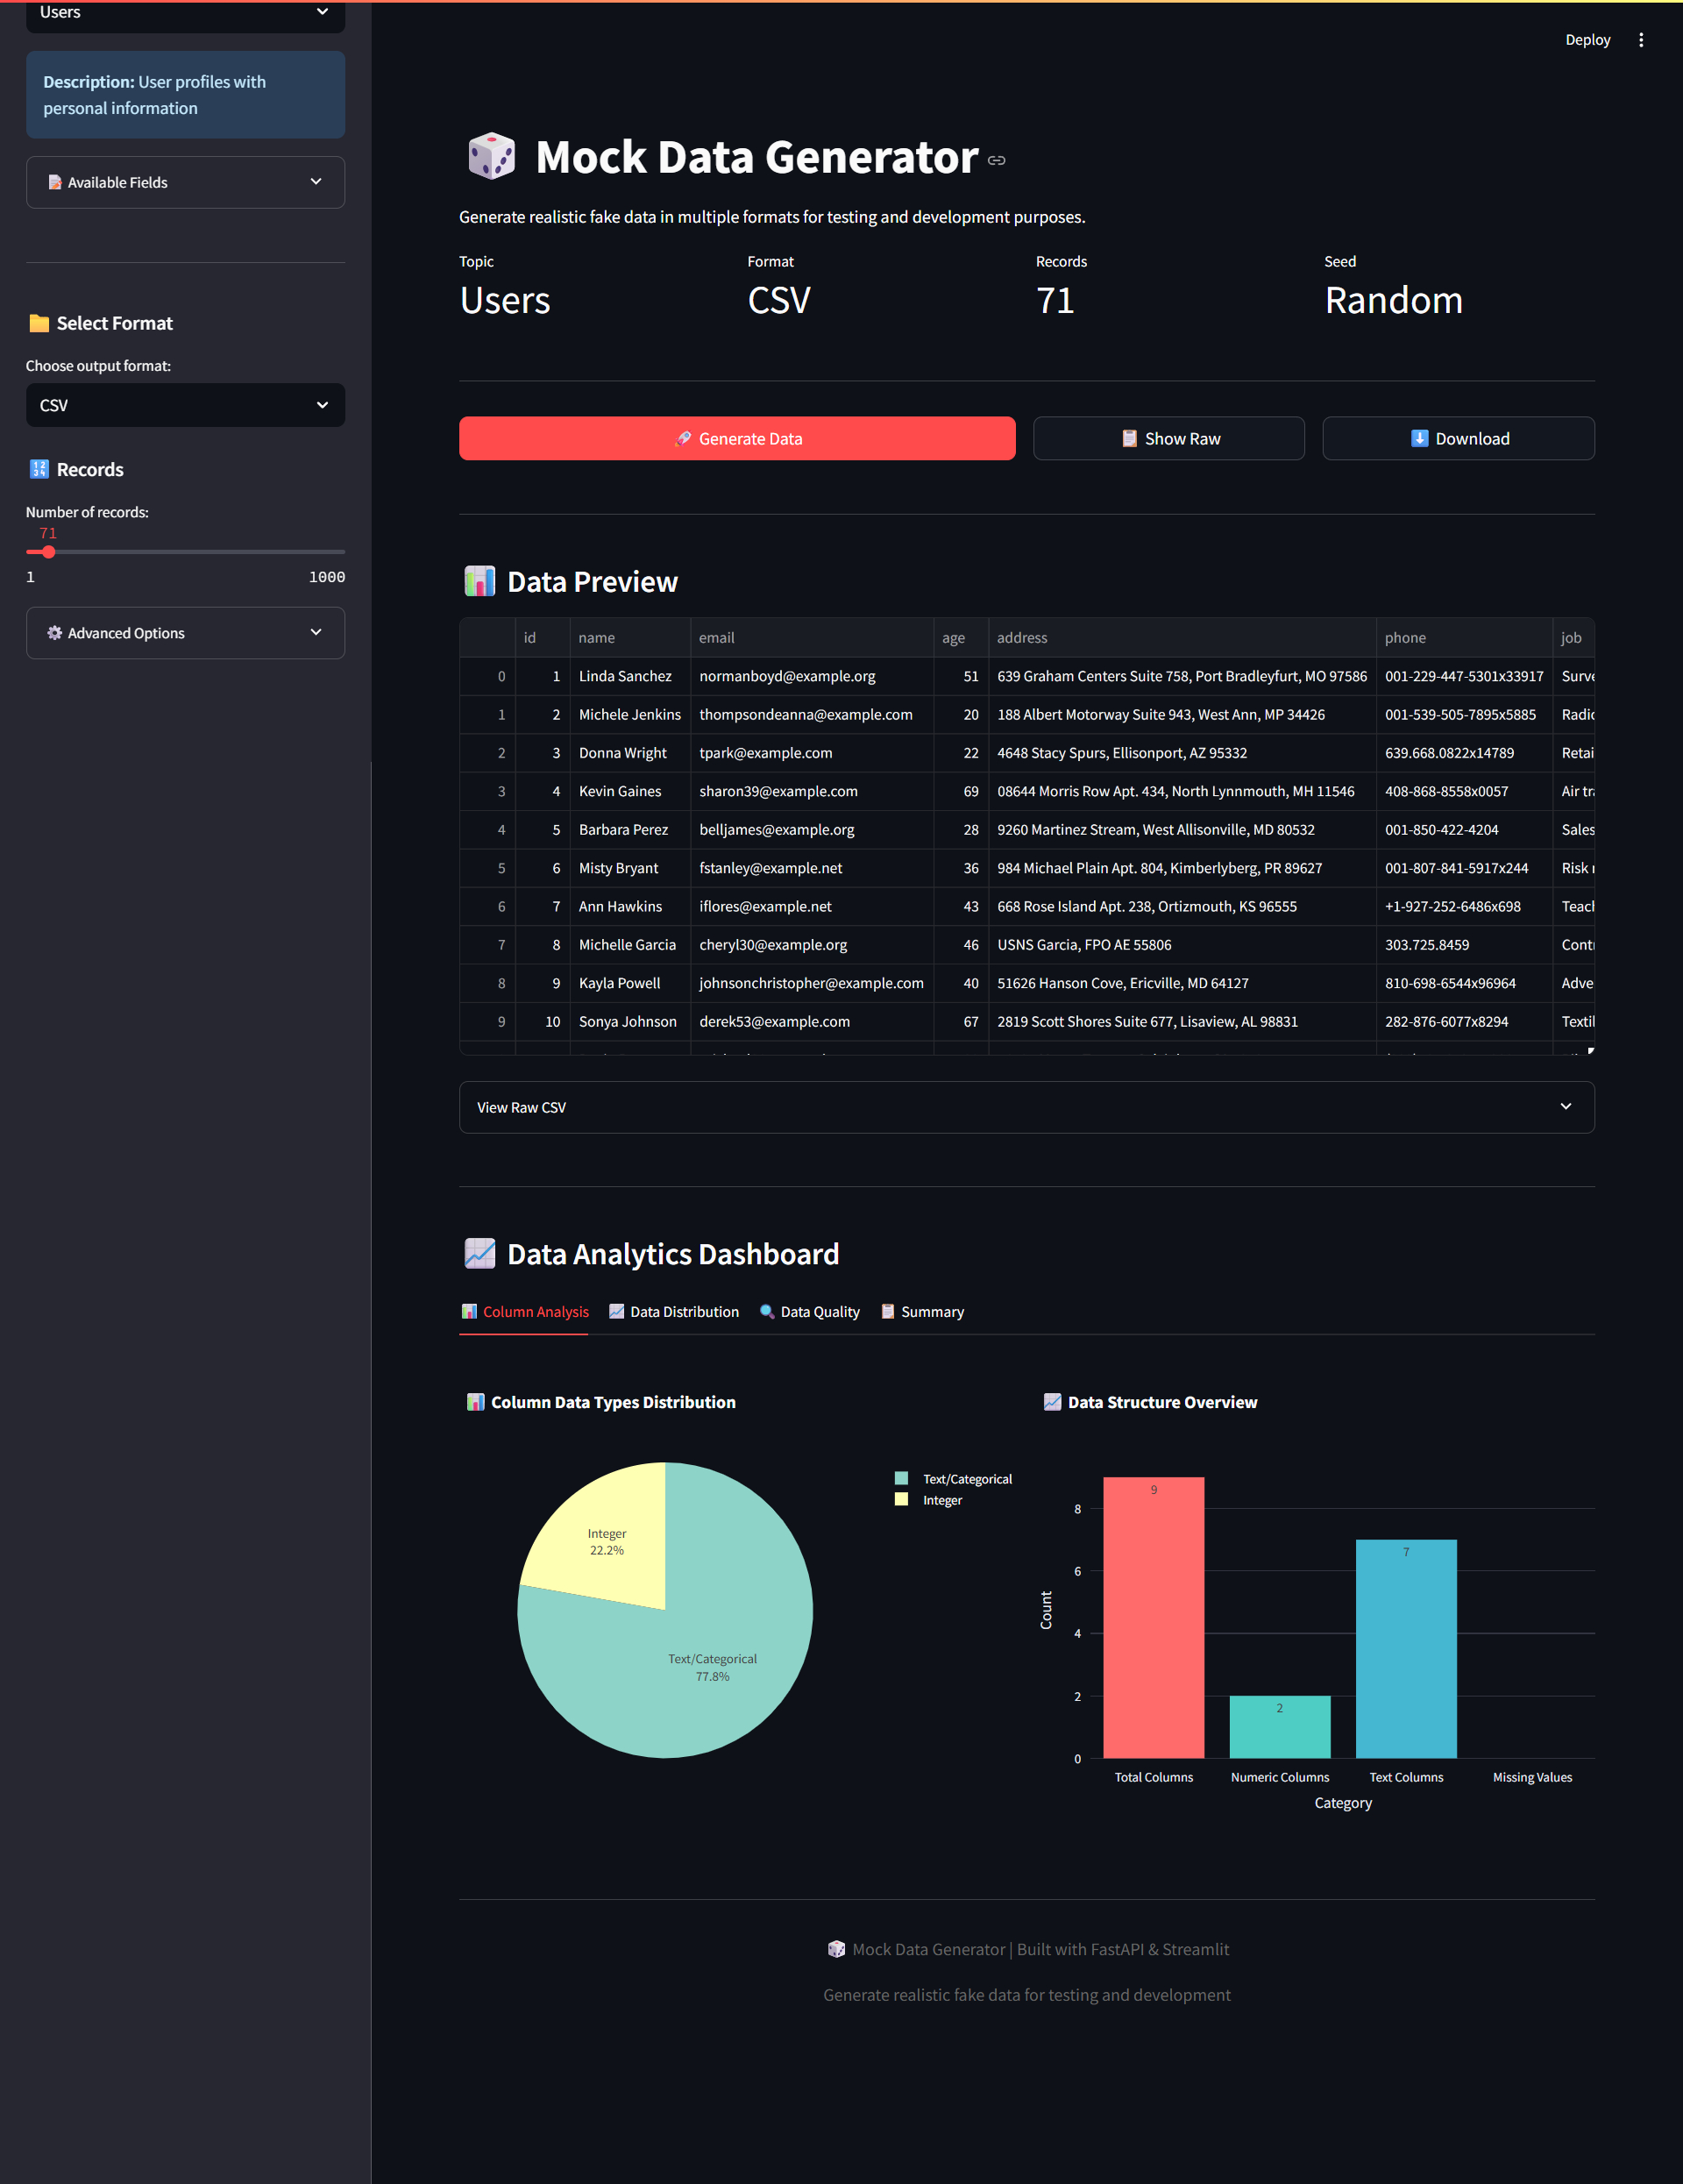 Users
Description: User profiles with
personal information
Available Fields
Select Format
Choose output format:
CSV
Records
Number of records:
71
1 1000
Advanced Options
Deploy
Mock Data Generator
Generate realistic fake data in multiple formats for testing and development purposes.
Topic Format Records Seed
Users CSV 71 Random
Generate Data Show Raw Download
Data Preview
id name email age address phone job
0 1 Linda Sanchez normanboyd@example.org 51 639 Graham Centers Suite 758, Port Bradleyfurt, MO 97586 001-229-447-5301x33917 Surve
1 2 Michele Jenkins thompsondeanna@example.com 20 188 Albert Motorway Suite 943, West Ann, MP 34426 001-539-505-7895x5885 Radio
2 3 Donna Wright tpark@example.com 22 4648 Stacy Spurs, Ellisonport, AZ 95332 639.668.0822x14789 Retai
3 4 Kevin Gaines sharon39@example.com 69 08644 Morris Row Apt. 434, North Lynnmouth, MH 11546 408-868-8558x0057 Air tr
4 5 Barbara Perez belljames@example.org 28 9260 Martinez Stream, West Allisonville, MD 80532 001-850-422-4204 Sales
5 6 Misty Bryant fstanley@example.net 36 984 Michael Plain Apt. 804, Kimberlyberg, PR 89627 001-807-841-5917x244 Risk
6 7 Ann Hawkins iflores@example.net 43 668 Rose Island Apt. 238, Ortizmouth, KS 96555 +1-927-252-6486x698 Teach
7 8 Michelle Garcia cheryl30@example.org 46 USNS Garcia, FPO AE 55806 303.725.8459 Contr
8 9 Kayla Powell johnsonchristopher@example.com 40 51626 Hanson Cove, Ericville, MD 64127 810-698-6544x96964 Adve
9 10 Sonya Johnson derek53@example.com 67 2819 Scott Shores Suite 677, Lisaview, AL 98831 282-876-6077x8294 Textil
View Raw CSV
Data Analytics Dashboard
Column Analysis Data Distribution Data Quality Summary
Column Data Types Distribution
Text/Categorical
Integer
Integer
22.2%
Text/Categorical
77.8%
Data Structure Overview
9
8
7
6
4
2
2
0
Count
Total Columns Numeric Columns Text Columns Missing Values
Category
Mock Data Generator | Built with FastAPI & Streamlit
Generate realistic fake data for testing and development